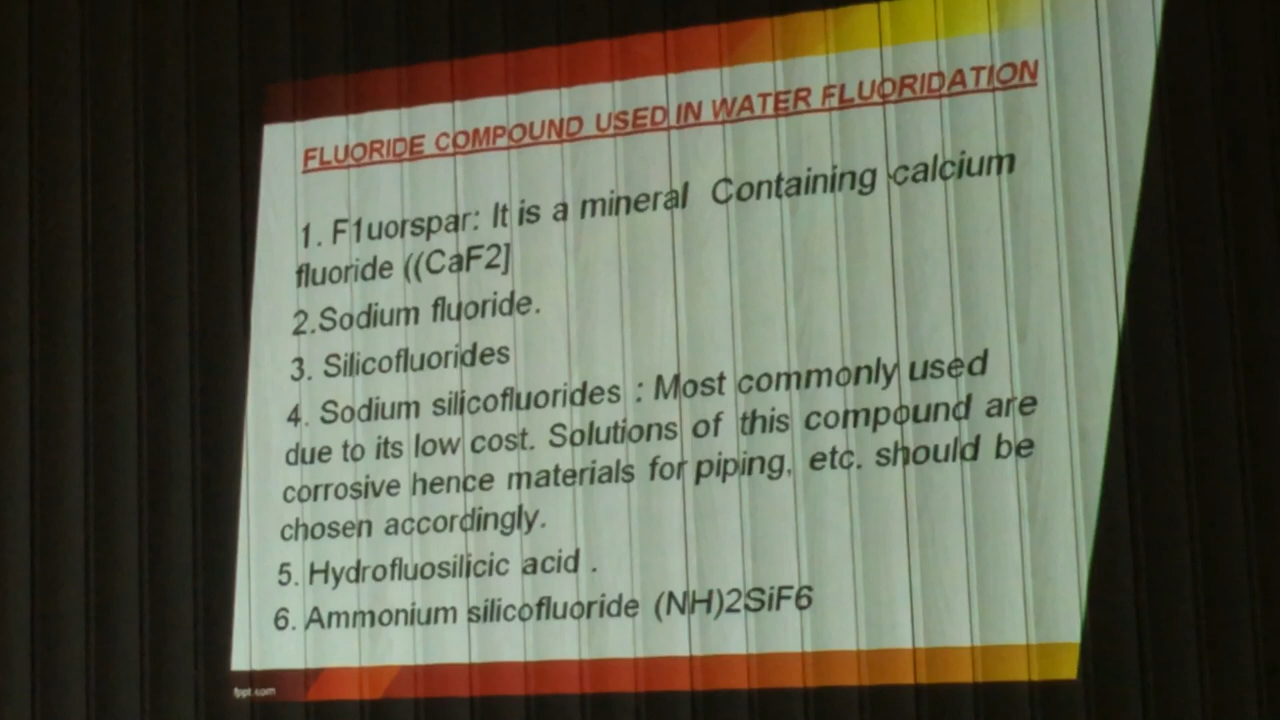 FLUORIDE COMPOUND USED IN WATER FLUORIDATION
1. F1uorspar: It is a mineral Containing calcium
fluoride ((CaF2]
2.Sodium fluoride.
3. Silicofluorides
4. Sodium silicofluorides : Most commonly used
due to its low cost. Solutions of this compound are
corrosive hence materials for piping, etc. should be
chosen accordingly.
5. Hydrofluosilicic acid .
6. Ammonium silicofluoride (NH)2SiF6
fppt.com